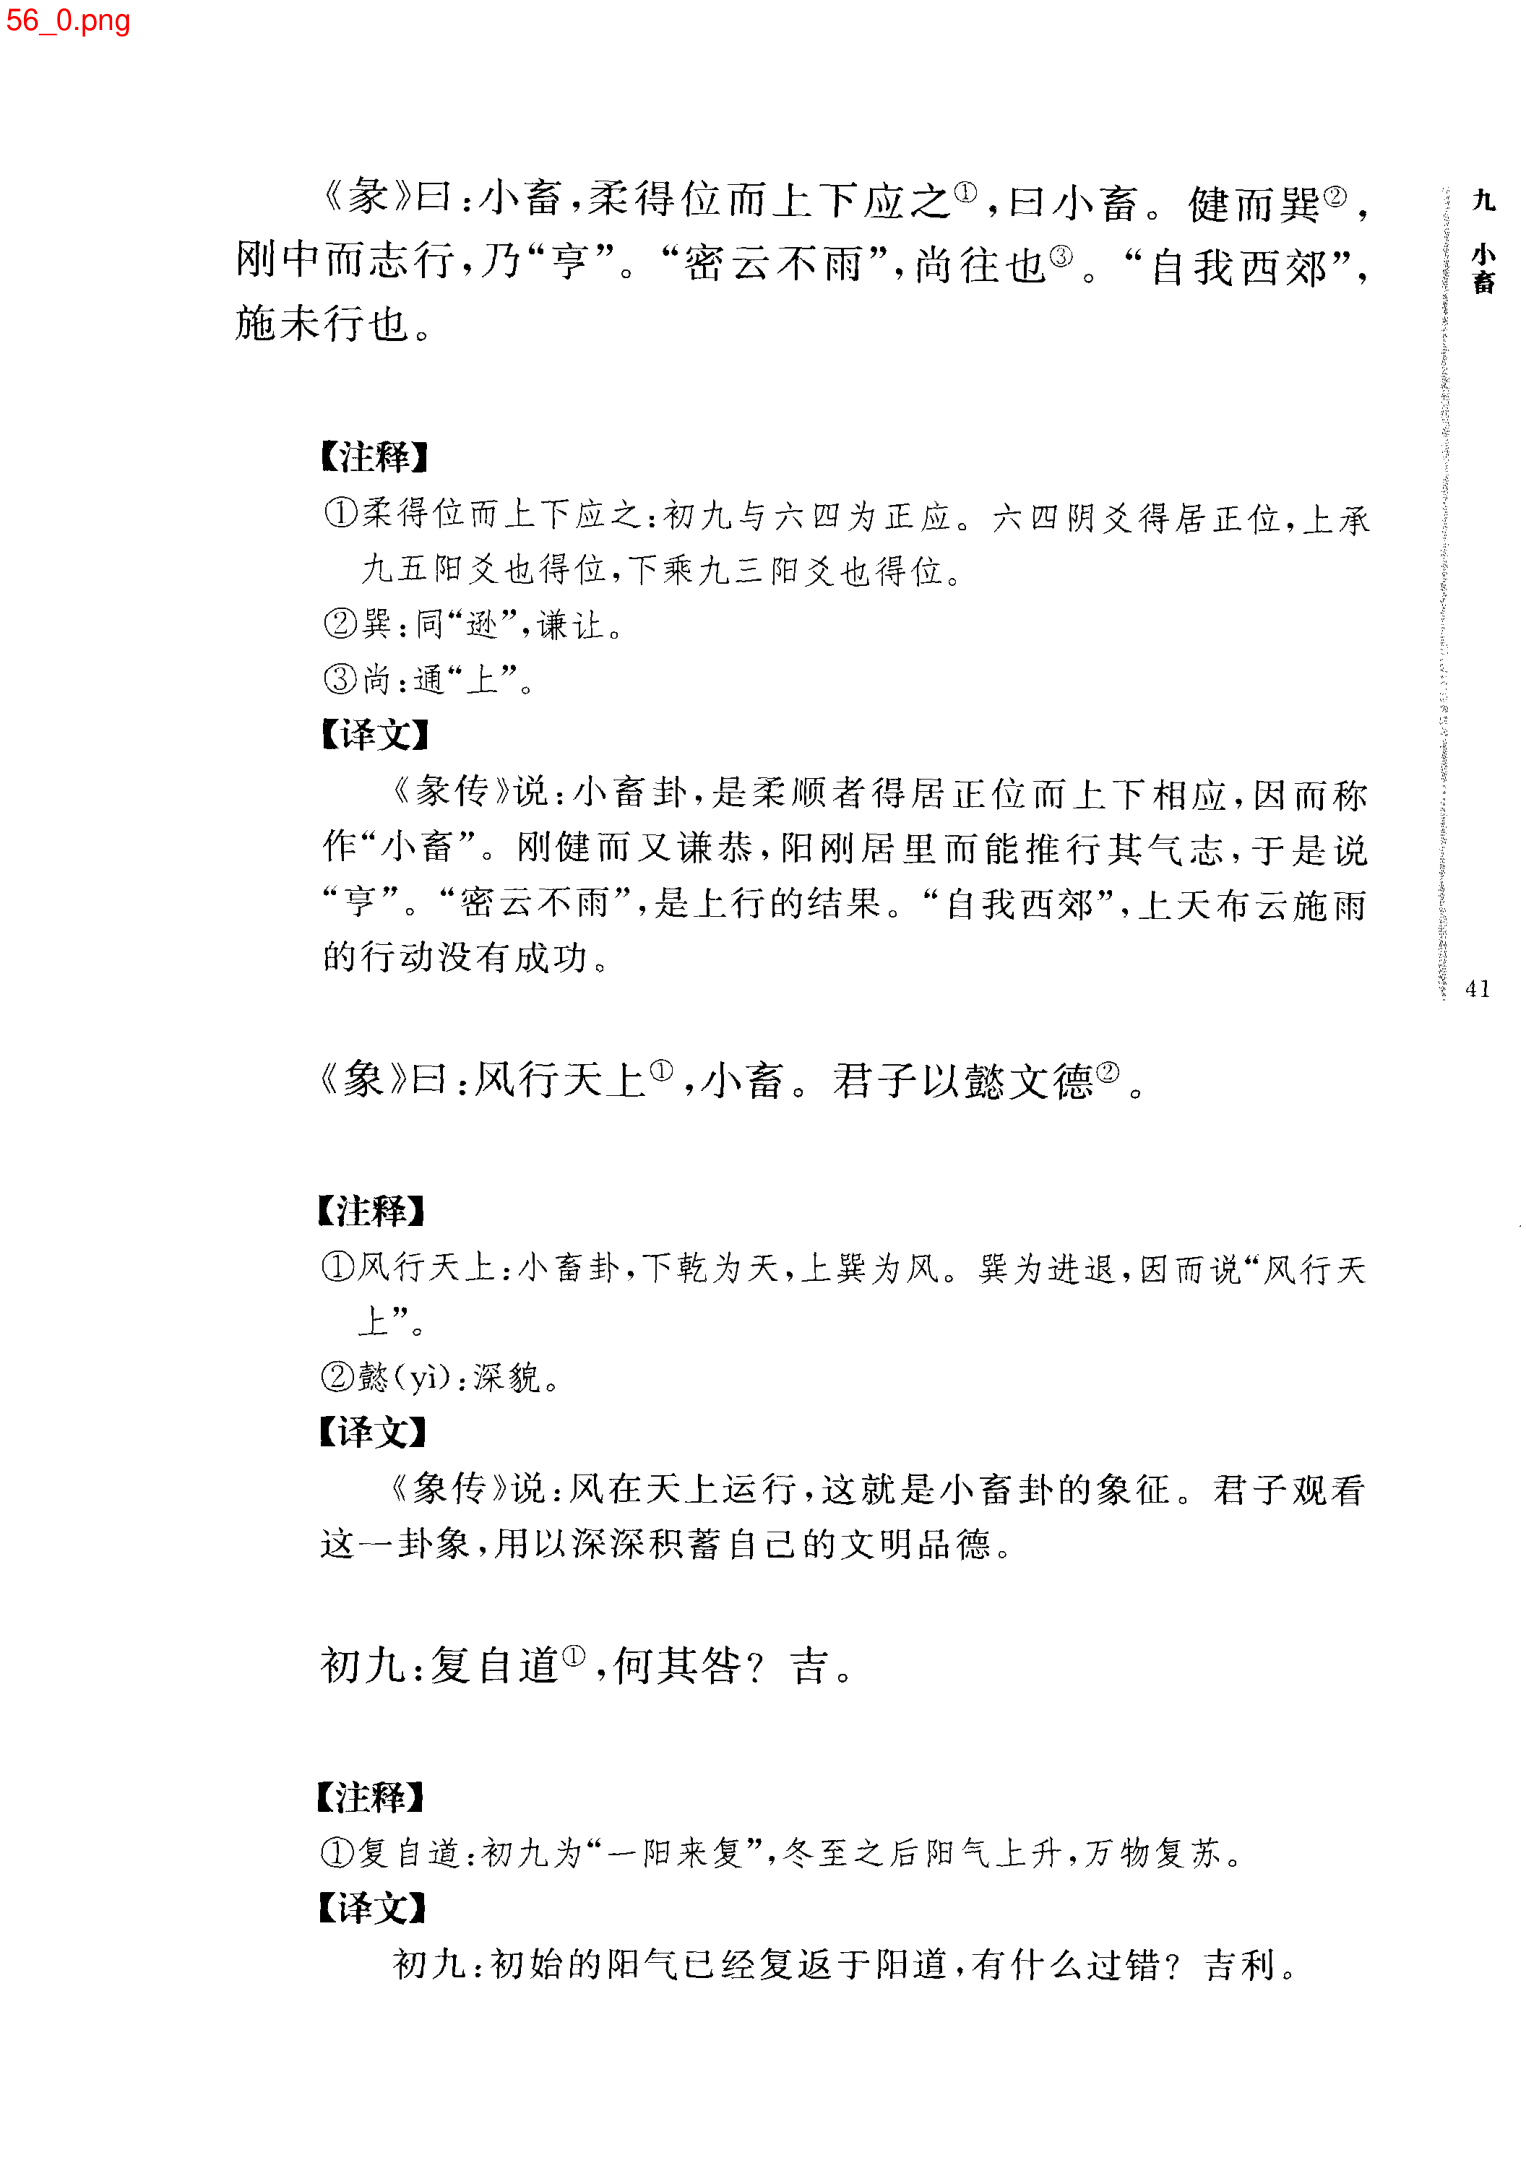 56_0.png
《彖》曰:小畜,柔得位而上下应之①,曰小畜。健而巽②,
刚中而志行,乃“亨”。“密云不雨”,尚往也③。“自我西郊”,
施未行也。
【注释】
①柔得位而上下应之:初九与六四为正应。六四阴爻得居正位,上承
九五阳爻也得位,下乘九三阳爻也得位。
②巽:同“逊”,谦让。
③尚:通“上”。
【译文】
《彖传》说:小畜卦,是柔顺者得居正位而上下相应,因而称
作“小畜”。刚健而又谦恭,阳刚居里而能推行其气志,于是说
“亨”。“密云不雨”,是上行的结果。“自我西郊”,上天布云施雨
的行动没有成功。
《象》曰:风行天上①,小畜。君子以懿文德②。
【注释】
①风行天上:小畜卦,下乾为天,上巽为风。巽为进退,因而说“风行天
上”。
②懿(yì):深貌。
【译文】
《象传》说:风在天上运行,这就是小畜卦的象征。君子观看
这一卦象,用以深深积蓄自己的文明品德。
初九:复自道①,何其咎?吉。
【注释】
①复自道:初九为“一阳来复”,冬至之后阳气上升,万物复苏。
【译文】
初九:初始的阳气已经复返于阳道,有什么过错?吉利。
九 小畜
41